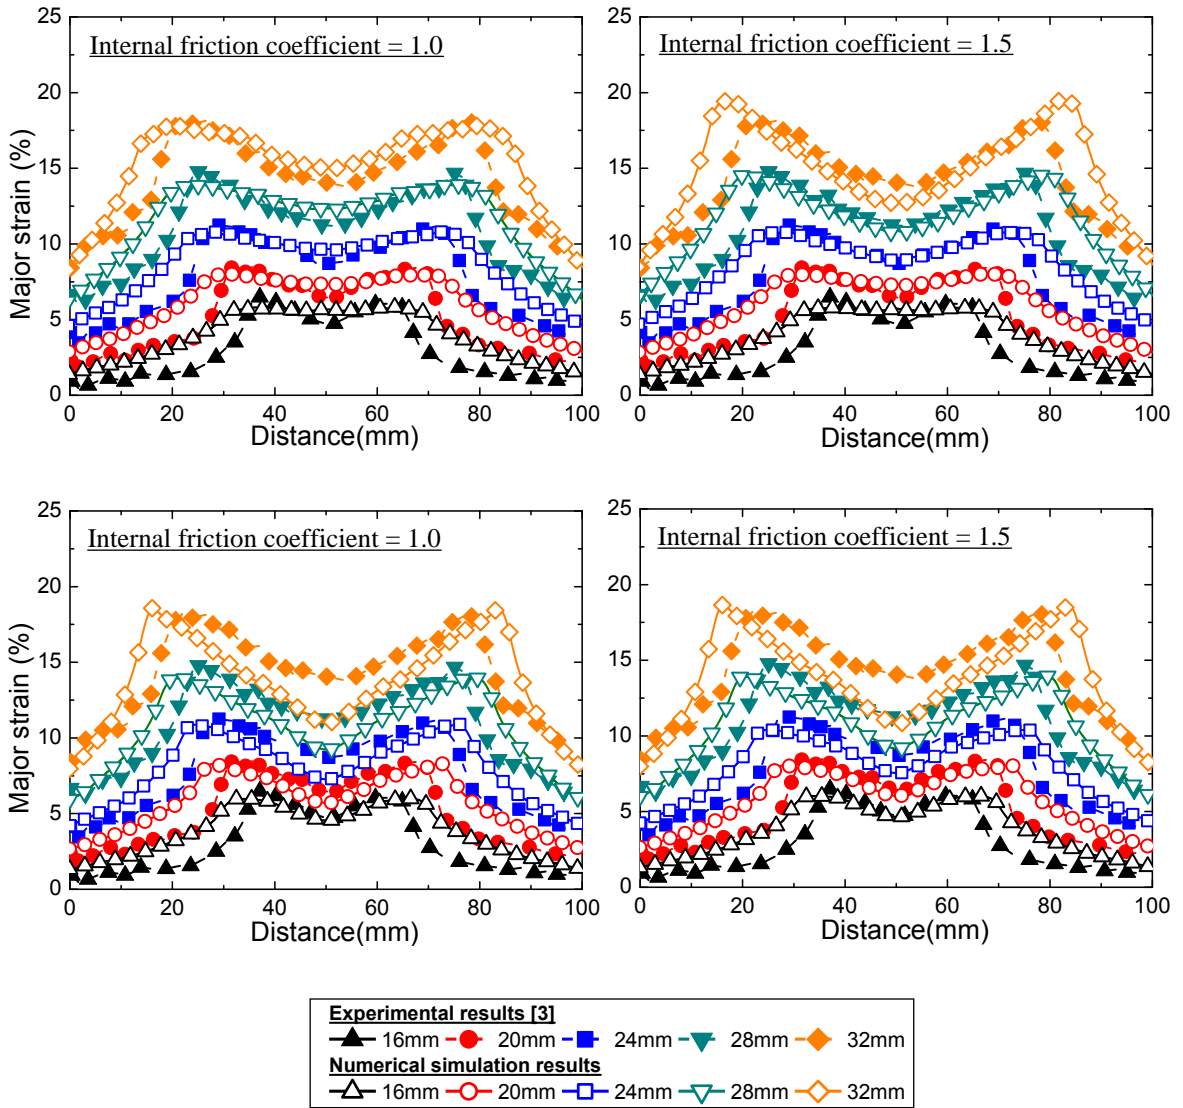 Internal friction coefficient = 1.0
Major strain (%)
25
20
15
10
5
0
0 20 40 60 80 100
Distance(mm)
Internal friction coefficient = 1.5
25
20
15
10
5
0
0 20 40 60 80 100
Distance(mm)
Internal friction coefficient = 1.0
Major strain (%)
25
20
15
10
5
0
0 20 40 60 80 100
Distance(mm)
Internal friction coefficient = 1.5
25
20
15
10
5
0
0 20 40 60 80 100
Distance(mm)
Experimental results [3]
16mm 20mm 24mm 28mm 32mm
Numerical simulation results
16mm 20mm 24mm 28mm 32mm